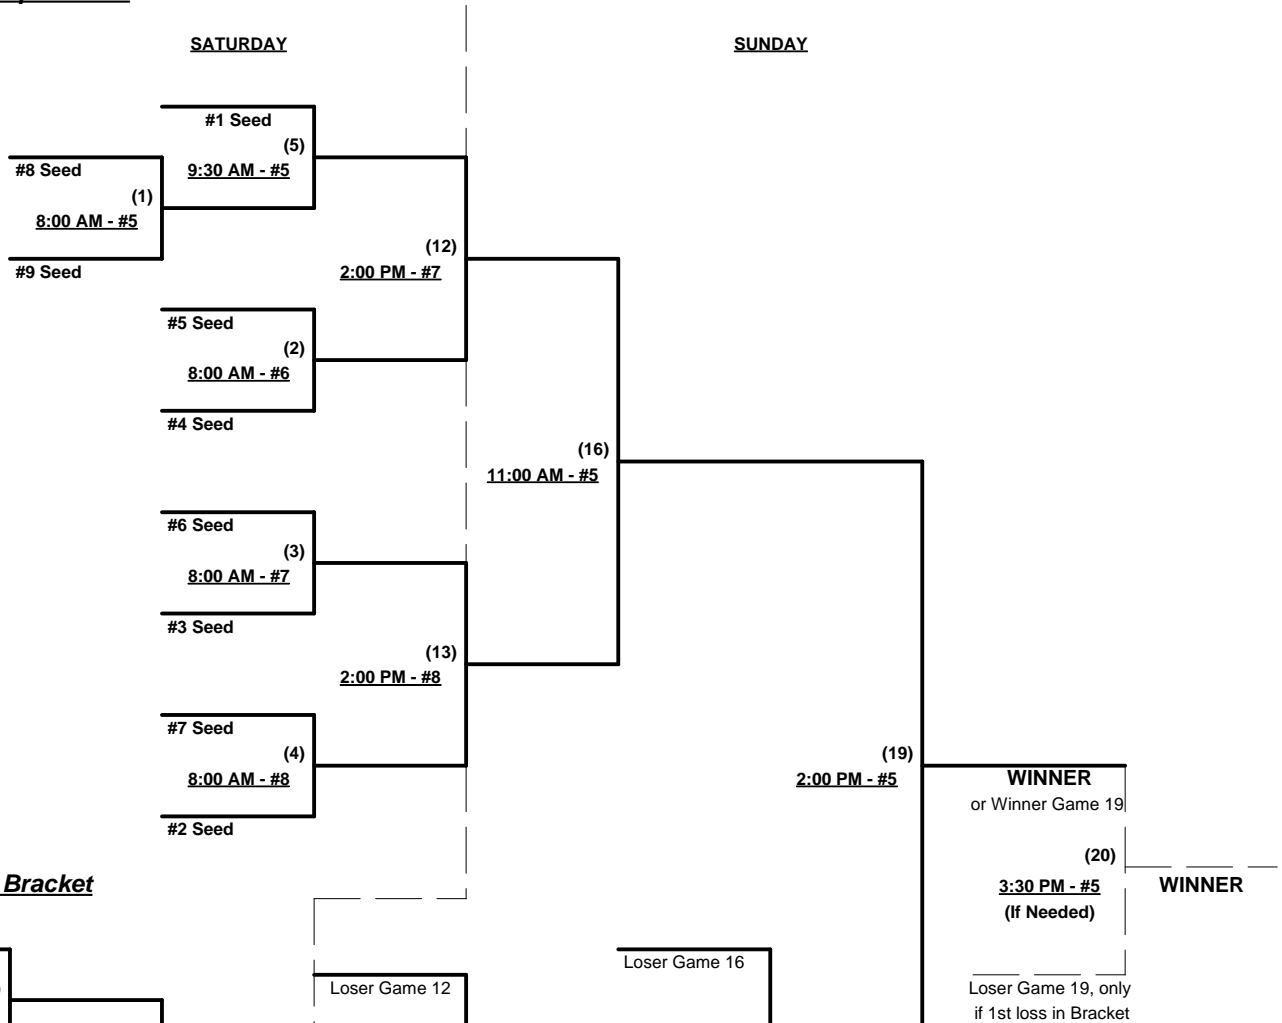 SATURDAY
SUNDAY
#1 Seed
(5)
9:30 AM - #5
#8 Seed
(1)
8:00 AM - #5
#9 Seed
(12)
2:00 PM - #7
#5 Seed
(2)
8:00 AM - #6
#4 Seed
(16)
11:00 AM - #5
#6 Seed
(3)
8:00 AM - #7
#3 Seed
(13)
2:00 PM - #8
#7 Seed
(4)
8:00 AM - #8
#2 Seed
(19)
2:00 PM - #5
WINNER
or Winner Game 19
(20)
3:30 PM - #5
(If Needed)
WINNER
Bracket
Loser Game 16
Loser Game 12
Loser Game 19, only
if 1st loss in Bracket